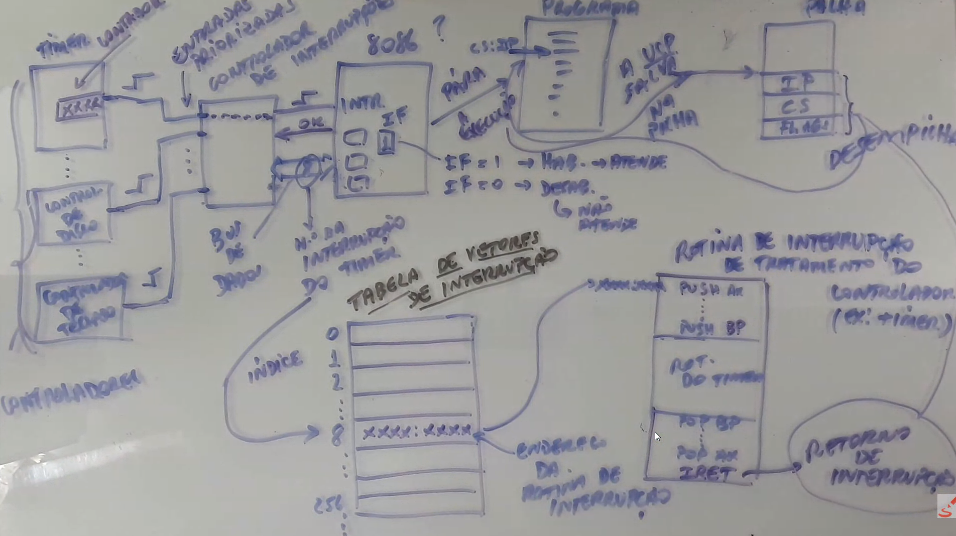 TIMER
CONTADOR
XXXX
ENTRADAS
PRIORIZADAS
CONTROLADOR
DE INTERRUPÇÕES
8086 ?
INTR.
IF
1
OK
8
PÁRA
A
EXECUÇÃO
PROGRAMA
CS:IP
A UCP
SALVA
NA
PILHA
PILHA
IP
CS
FLAGS
DESEMPILHA
IF = 1 → HAB. → ATENDE
IF = 0 → DESAB.
↳ NÃO
ATENDE
CONTROL.
DE
DISCO
CONTROLADOR
DE
TECLADO
CONTROLADORES
BUS
DE
DADOS
N.º DA
INTERRUPÇÃO
DO TIMER
TABELA DE VETORES
DE INTERRUPÇÃO
ÍNDICE
0
1
2
8
XXXX:XXXX
256
ENDEREÇO
DA
ROTINA DE
INTERRUPÇÃO
ROTINA DE INTERRUPÇÃO
DE TRATAMENTO DO
CONTROLADOR
(EX: TIMER)
XXXX:XXXX
PUSH AX
PUSH BP
ROT.
DO TIMER
POP BP
POP AX
IRET
RETORNO
DE
INTERRUPÇÃO